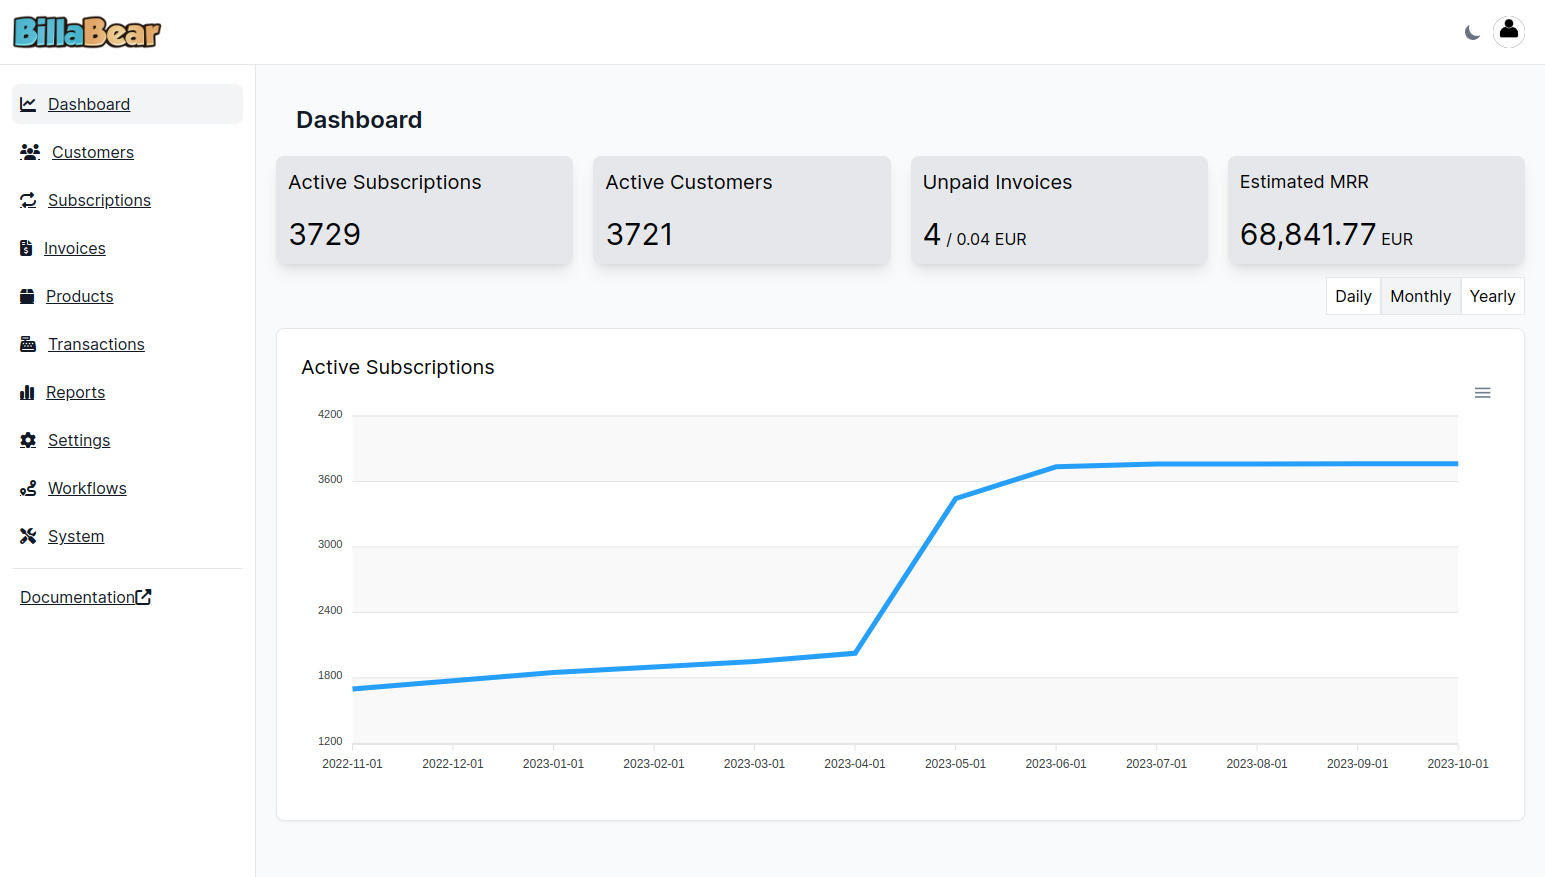 BillaBear
Dashboard
Customers
Subscriptions
Invoices
Products
Transactions
Reports
Settings
Workflows
System
Documentation
Dashboard
Active Subscriptions
3729
Active Customers
3721
Unpaid Invoices
4 / 0.04 EUR
Estimated MRR
68,841.77 EUR
Daily Monthly Yearly
Active Subscriptions
4200
3600
3000
2400
1800
1200
2022-11-01 2022-12-01 2023-01-01 2023-02-01 2023-03-01 2023-04-01 2023-05-01 2023-06-01 2023-07-01 2023-08-01 2023-09-01 2023-10-01